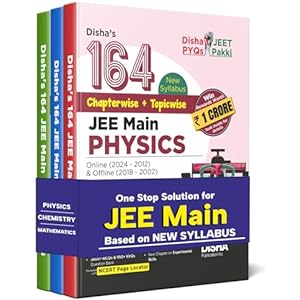 Disha's
164
Disha PYQs
JEET Pakki
New
Syllabus
Chapterwise + Topicwise
JEE Main
PHYSICS
Online (2024 - 2012)
& Offline (2018 - 2002)
Win
₹ 1 CRORE
Disha's 164 JEE Main
Disha's 164 JEE Main
Disha's 164 JEE Main
PHYSICS
CHEMISTRY
MATHEMATICS
One Stop Solution for
JEE Main
Based on NEW SYLLABUS
NCERT Page Locator
DISHA